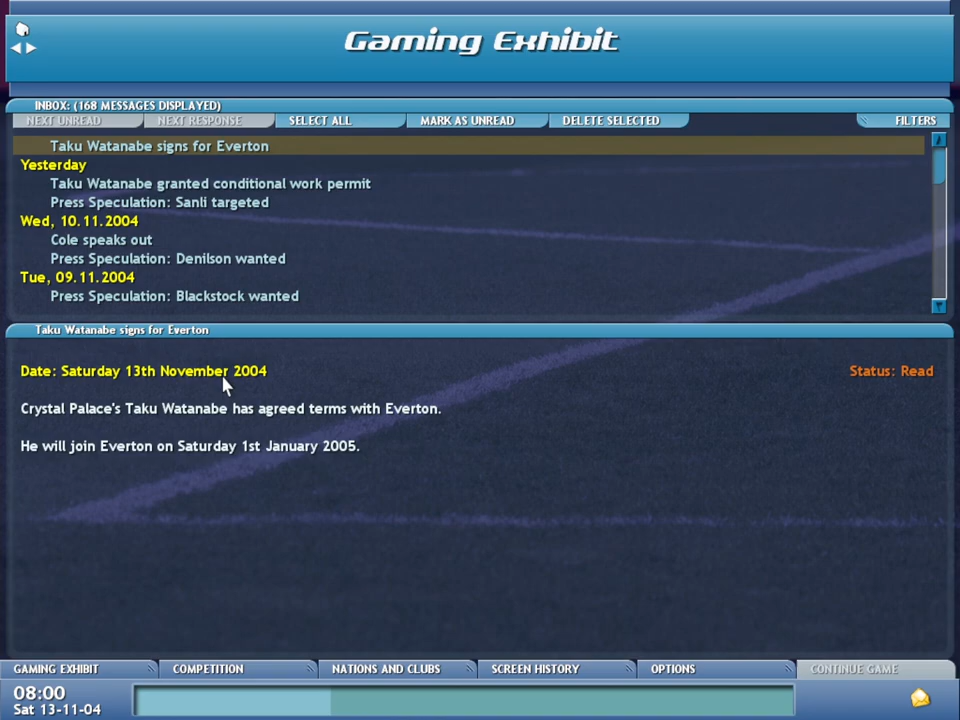 Gaming Exhibit
INBOX: (168 MESSAGES DISPLAYED)
NEXT UNREAD NEXT RESPONSE SELECT ALL MARK AS UNREAD DELETE SELECTED FILTERS
Taku Watanabe signs for Everton
Yesterday
Taku Watanabe granted conditional work permit
Press Speculation: Sanli targeted
Wed, 10.11.2004
Cole speaks out
Press Speculation: Denilson wanted
Tue, 09.11.2004
Press Speculation: Blackstock wanted
Taku Watanabe signs for Everton
Date: Saturday 13th November 2004 Status: Read
Crystal Palace's Taku Watanabe has agreed terms with Everton.
He will join Everton on Saturday 1st January 2005.
GAMING EXHIBIT COMPETITION NATIONS AND CLUBS SCREEN HISTORY OPTIONS CONTINUE GAME
08:00
Sat 13-11-04